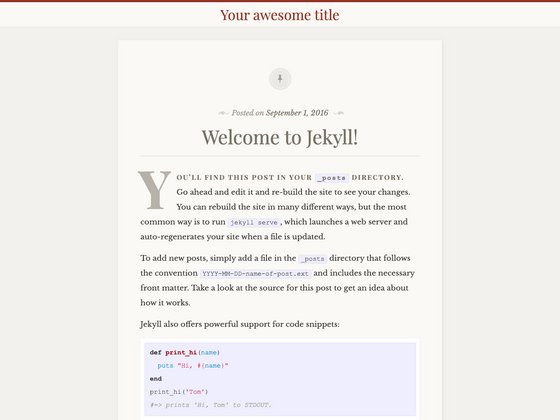 Your awesome title
Posted on September 1, 2016
Welcome to Jekyll!
YOU'LL FIND THIS POST IN YOUR _posts DIRECTORY.
Go ahead and edit it and re-build the site to see your changes.
You can rebuild the site in many different ways, but the most
common way is to run jekyll serve, which launches a web server and
auto-regenerates your site when a file is updated.
To add new posts, simply add a file in the _posts directory that follows
the convention YYYY-MM-DD-name-of-post.ext and includes the necessary
front matter. Take a look at the source for this post to get an idea about
how it works.
Jekyll also offers powerful support for code snippets:
def print_hi(name)
  puts "Hi, #{name}"
end
print_hi('Tom')
#=> prints 'Hi, Tom' to STDOUT.